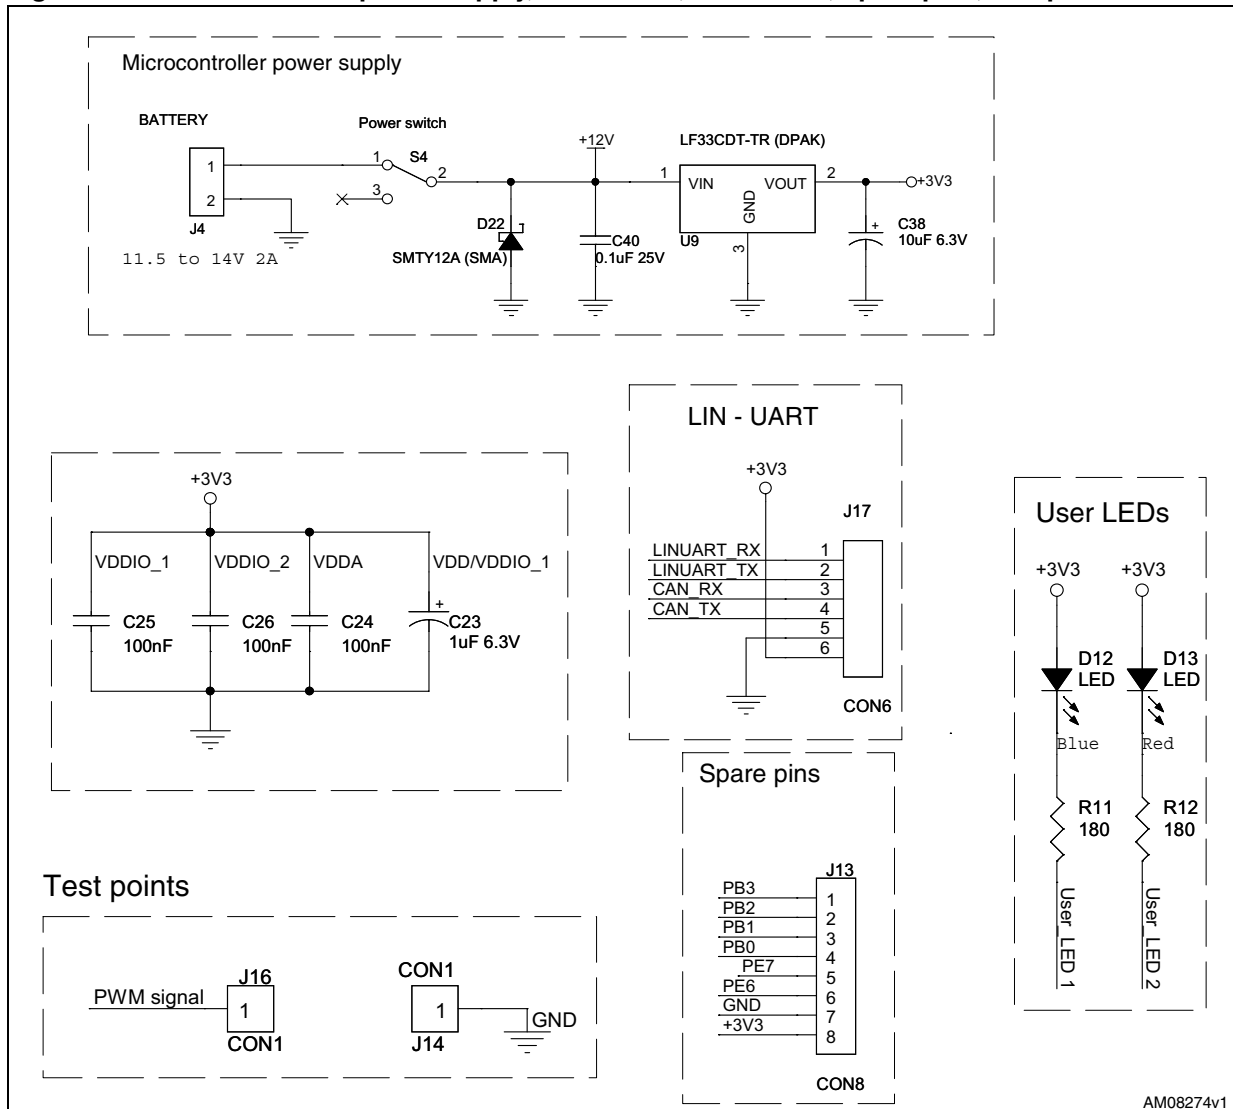 Microcontroller power supply
BATTERY
Power switch
+12V
LF33CDT-TR (DPAK)
1
2
J4
11.5 to 14V 2A
1
S4
2
3
D22
SMTY12A (SMA)
C40
0.1uF 25V
1
VIN
VOUT
GND
2
3
U9
+3V3
+
C38
10uF 6.3V
+3V3
VDDIO_1
VDDIO_2
VDDA
VDD/VDDIO_1
C25
100nF
C26
100nF
C24
100nF
+
C23
1uF 6.3V
LIN - UART
+3V3
J17
LINUART_RX
1
LINUART_TX
2
CAN_RX
3
CAN_TX
4
5
6
CON6
User LEDs
+3V3
+3V3
D12
LED
D13
LED
Blue
Red
R11
180
R12
180
User_LED 1
User_LED 2
Spare pins
J13
PB3
1
PB2
2
PB1
3
PB0
4
PE7
5
PE6
6
GND
7
+3V3
8
CON8
Test points
PWM signal
J16
1
CON1
CON1
1
J14
GND
AM08274v1